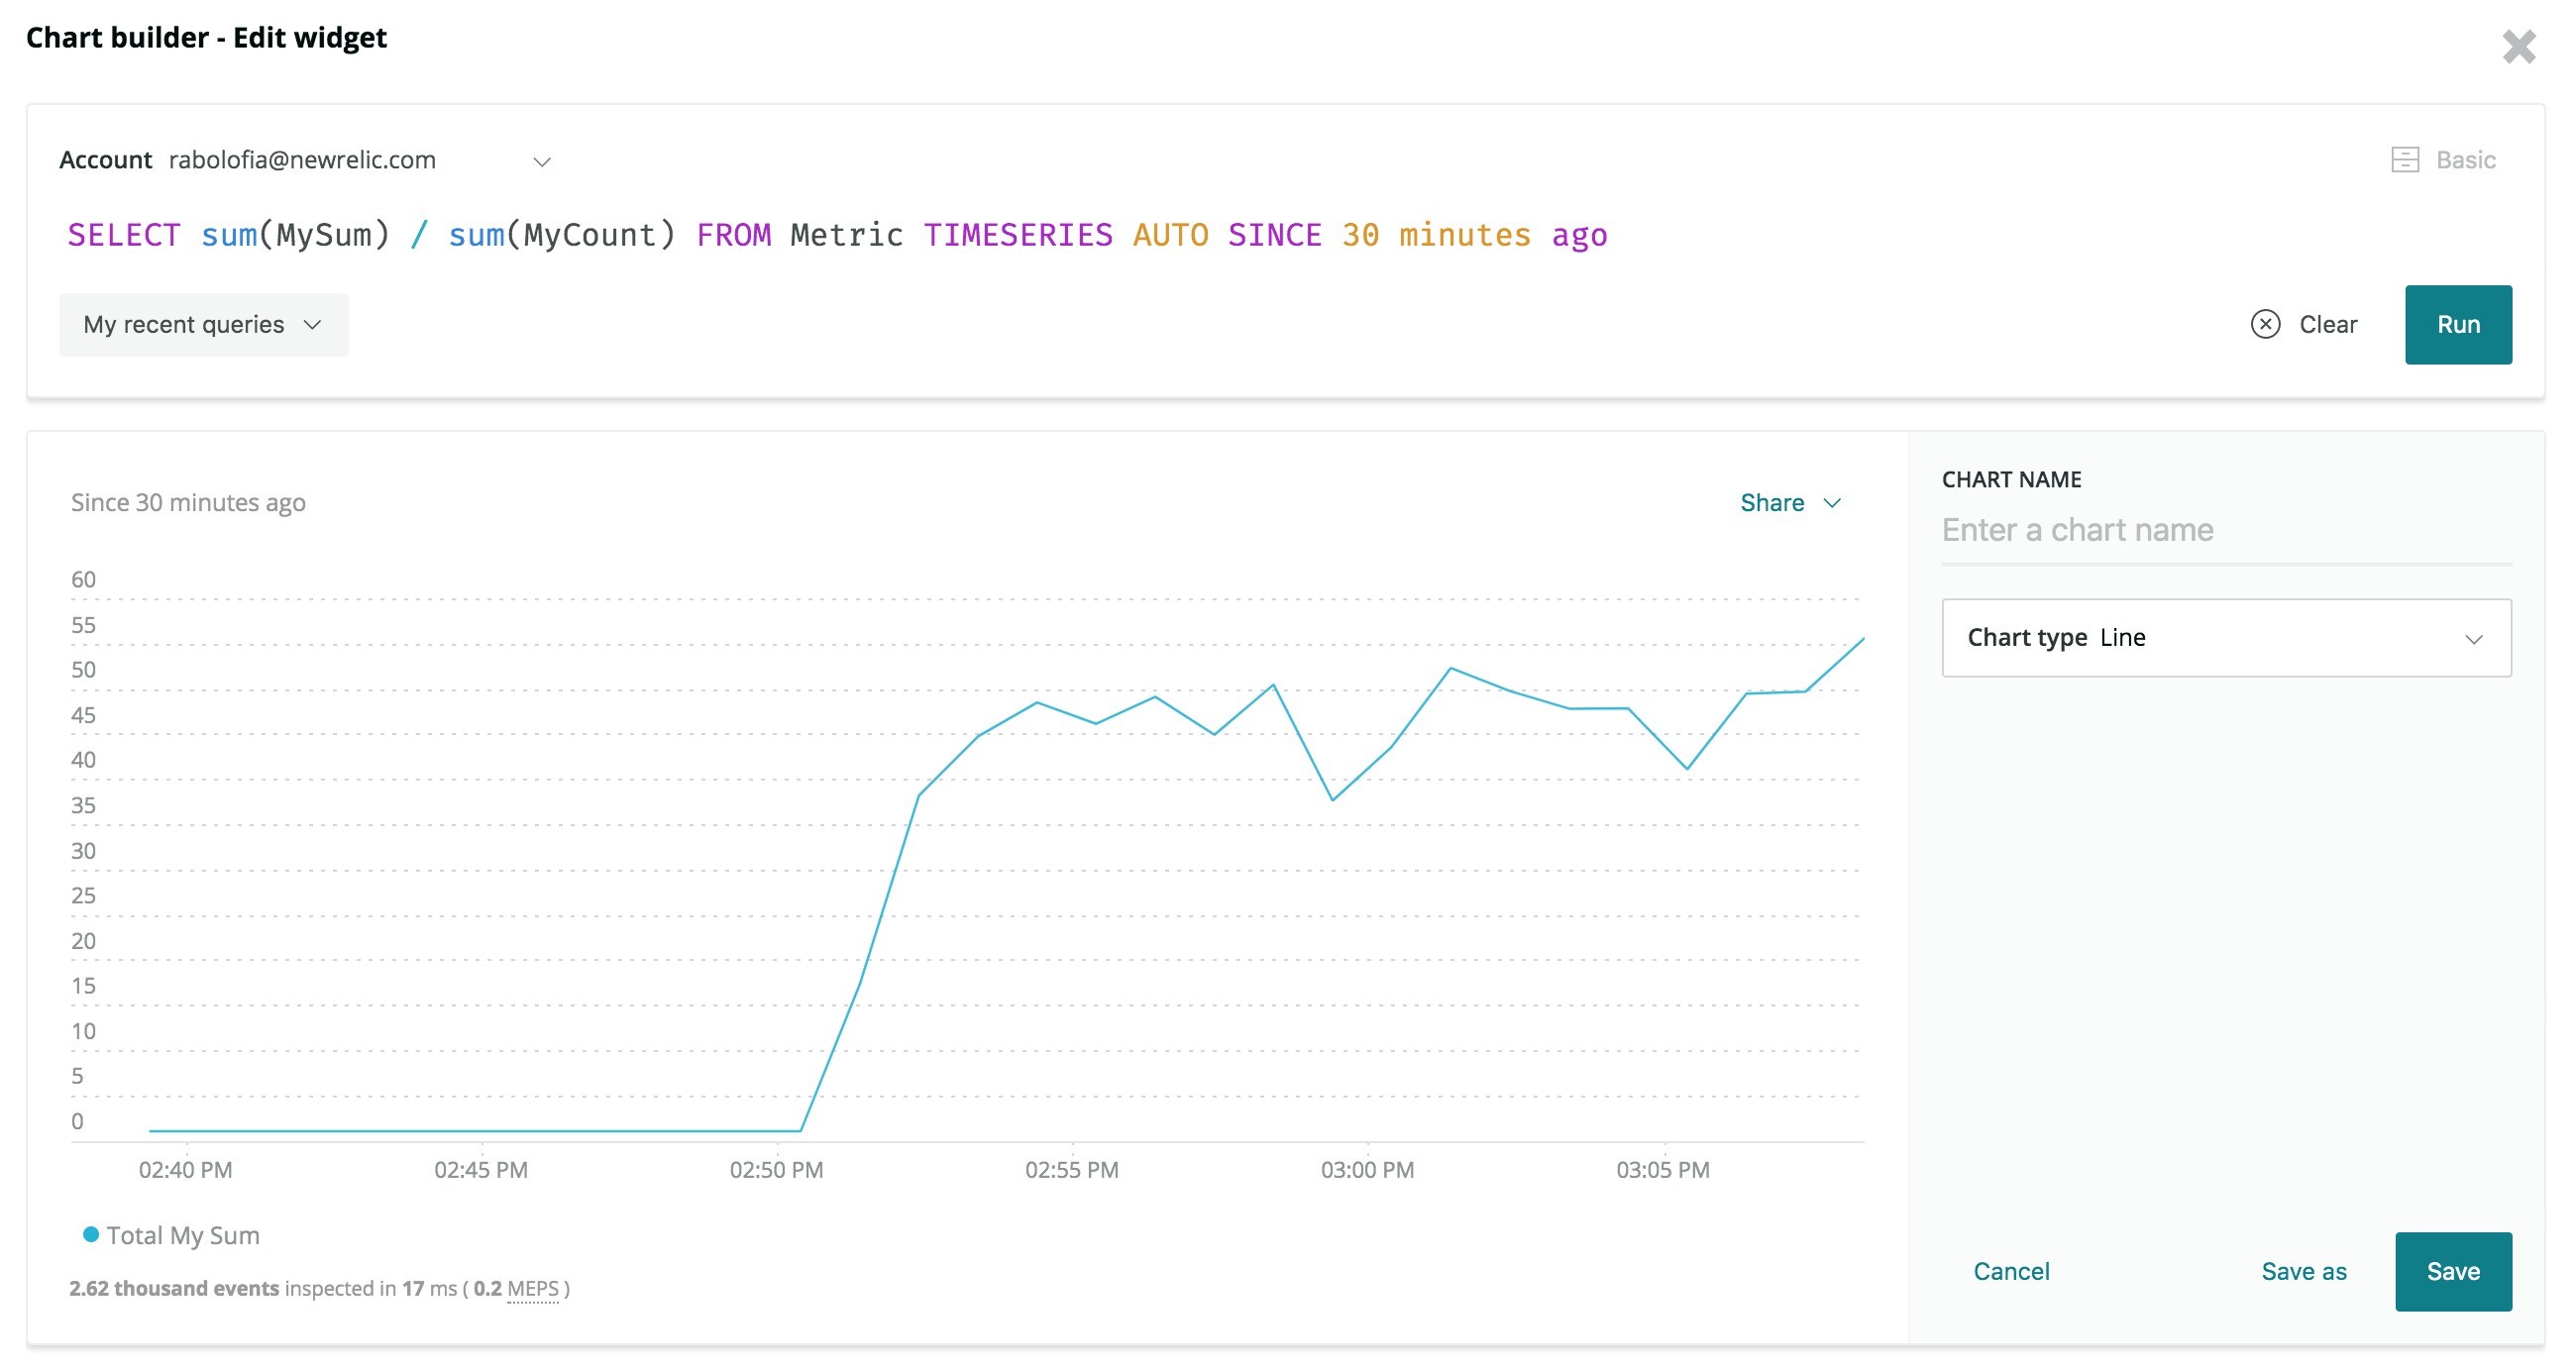 Chart builder - Edit widget
Account rabolofia@newrelic.com
Basic
SELECT sum(MySum) / sum(MyCount) FROM Metric TIMESERIES AUTO SINCE 30 minutes ago
My recent queries
Clear
Run
Since 30 minutes ago
Share
60
55
50
45
40
35
30
25
20
15
10
5
0
02:40 PM 02:45 PM 02:50 PM 02:55 PM 03:00 PM 03:05 PM
Total My Sum
2.62 thousand events inspected in 17 ms ( 0.2 MEPS )
CHART NAME
Enter a chart name
Chart type Line
Cancel
Save as
Save